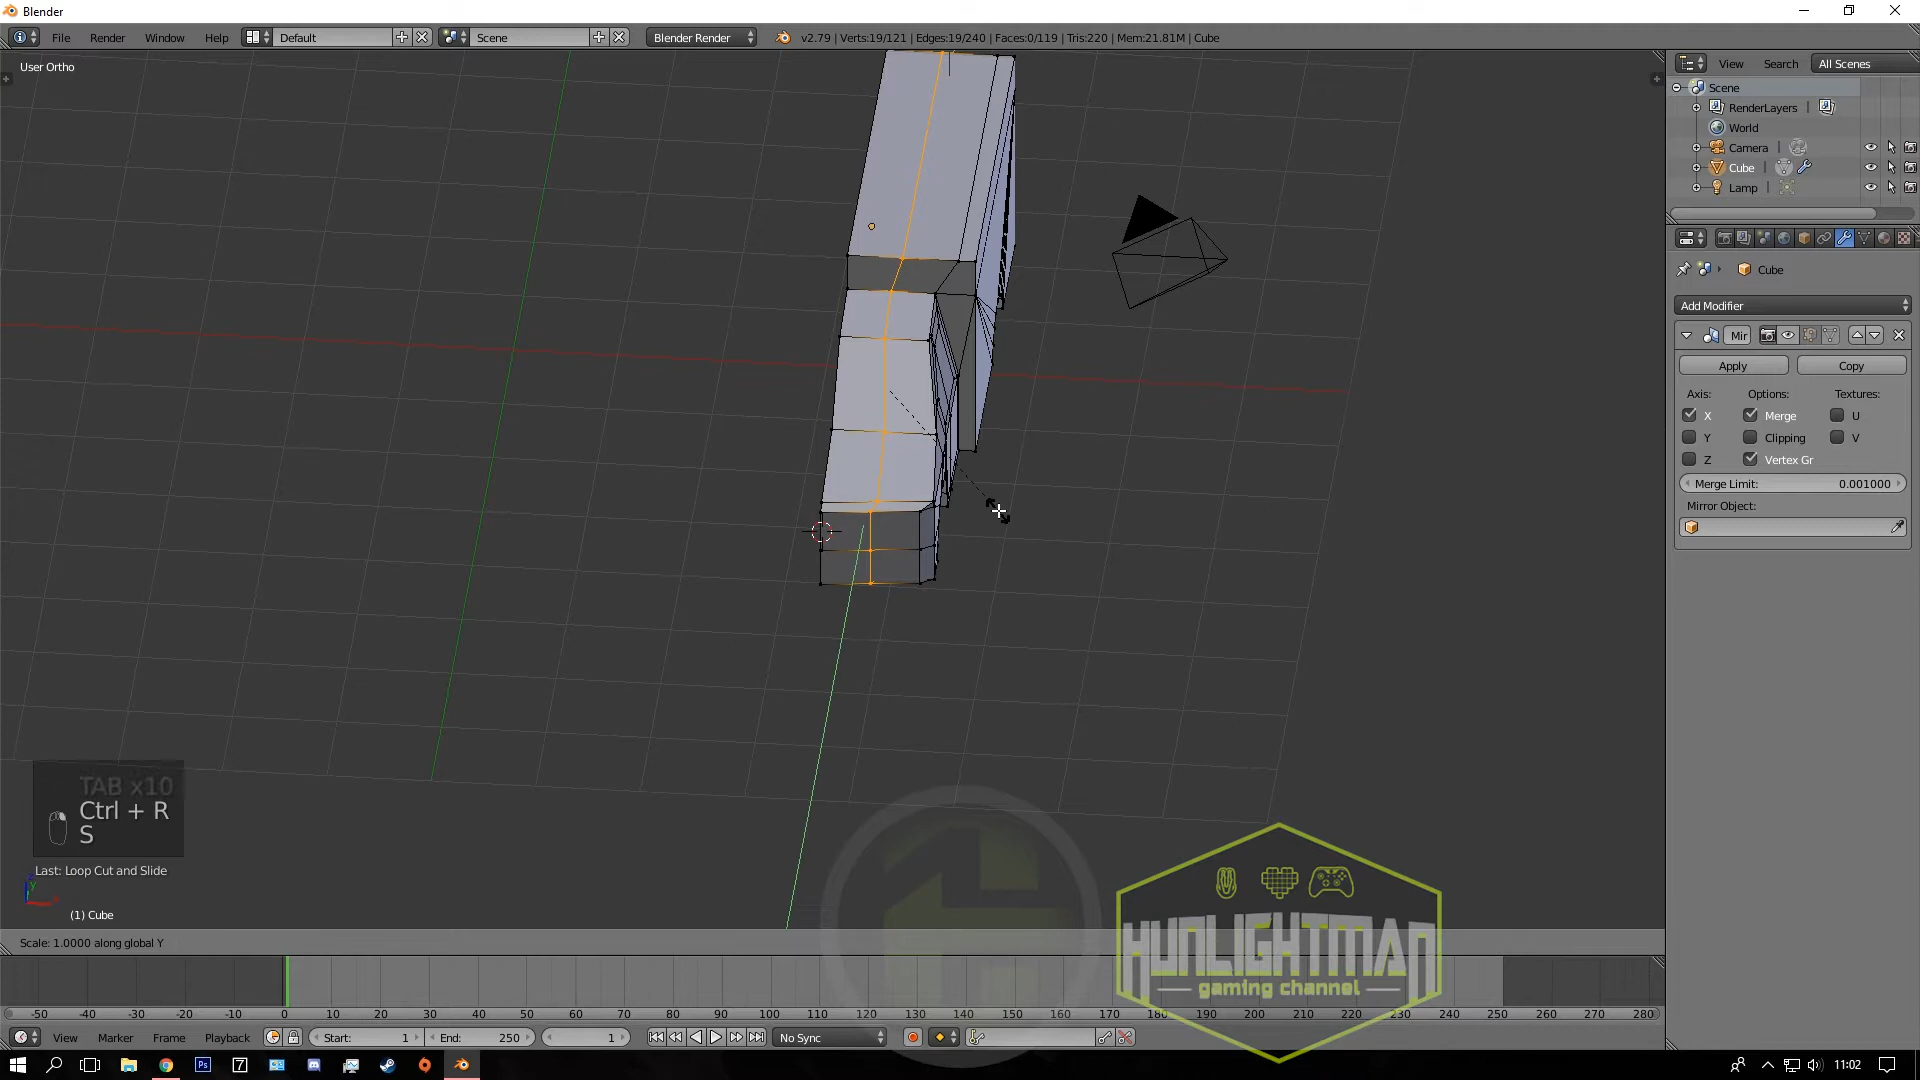 Blender
File
Render
Window
Help
Default
Scene
Blender Render
v2.79 | Verts:19/121 | Edges:19/240 | Faces:0/119 | Tris:220 | Mem:21.81M | Cube
User Ortho
View
Search
All Scenes
Scene
RenderLayers
World
Camera
Cube
Lamp
Cube
Add Modifier
Mir
Apply
Copy
Axis:
Options:
Textures:
X
Merge
U
Y
Clipping
V
Z
Vertex Gr
Merge Limit:
0.001000
Mirror Object:
TAB x10
Ctrl + R
S
Last: Loop Cut and Slide
(1) Cube
HUNLIGHTMAN
gaming channel
Scale: 1.0000 along global Y
-50 -40 -30 -20 -10 0 10 20 30 40 50 60 70 80 90 100 110 120 130 140 150 160 170 180 190 200 210 220 230 240 250 260 270 280
View
Marker
Frame
Playback
Start:
1
End:
250
1
No Sync
Ps
7
11:02